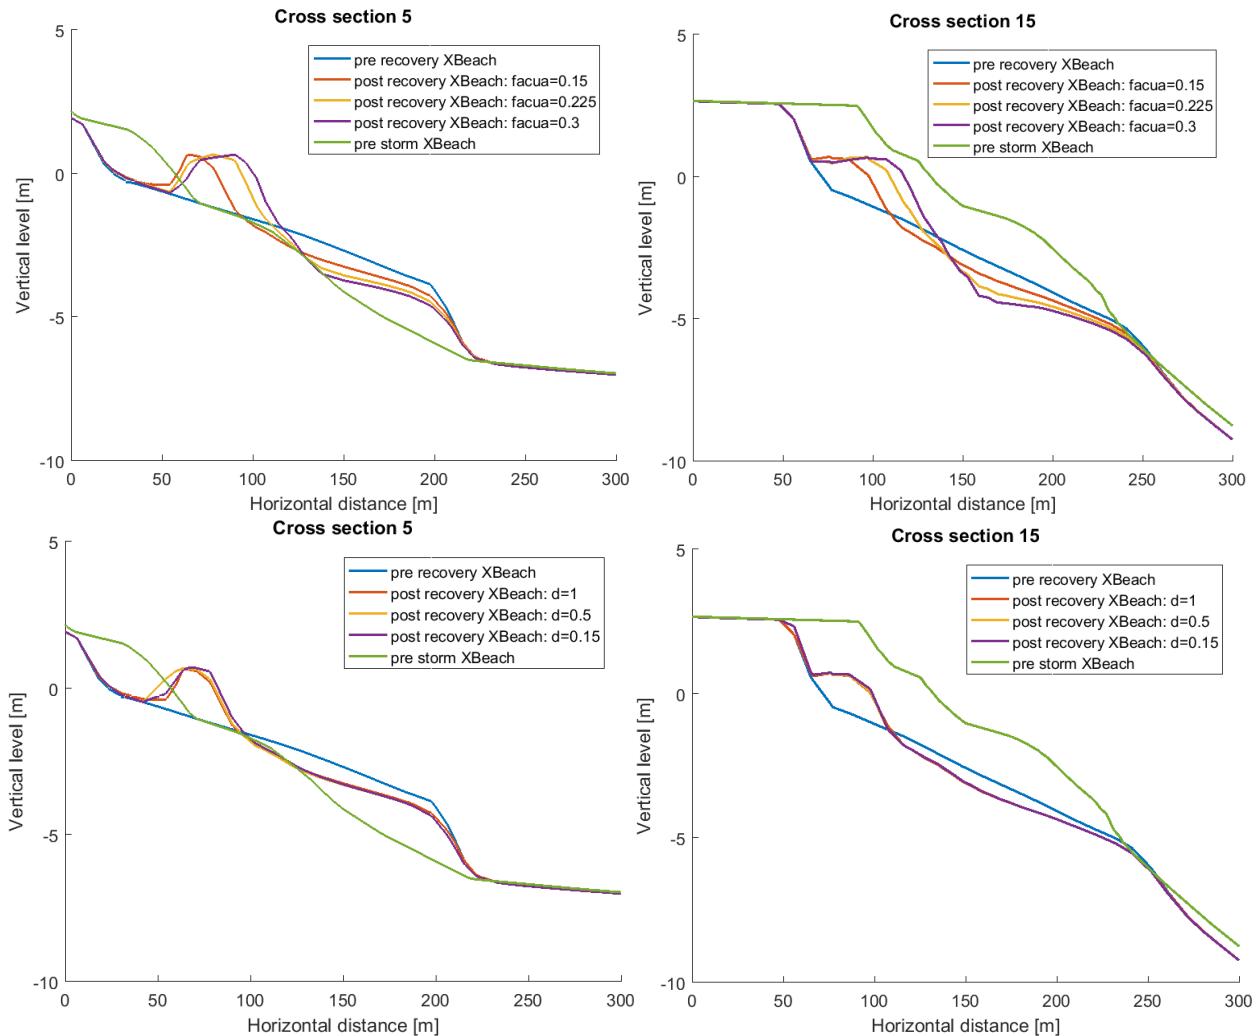 Cross section 5
5
0
-5
-10
Vertical level [m]
pre recovery XBeach
post recovery XBeach: facua=0.15
post recovery XBeach: facua=0.225
post recovery XBeach: facua=0.3
pre storm XBeach
0 50 100 150 200 250 300
Horizontal distance [m]
Cross section 15
5
0
-5
-10
Vertical level [m]
pre recovery XBeach
post recovery XBeach: facua=0.15
post recovery XBeach: facua=0.225
post recovery XBeach: facua=0.3
pre storm XBeach
0 50 100 150 200 250 300
Horizontal distance [m]
Cross section 5
5
0
-5
-10
Vertical level [m]
pre recovery XBeach
post recovery XBeach: d=1
post recovery XBeach: d=0.5
post recovery XBeach: d=0.15
pre storm XBeach
0 50 100 150 200 250 300
Horizontal distance [m]
Cross section 15
5
0
-5
-10
Vertical level [m]
pre recovery XBeach
post recovery XBeach: d=1
post recovery XBeach: d=0.5
post recovery XBeach: d=0.15
pre storm XBeach
0 50 100 150 200 250 300
Horizontal distance [m]